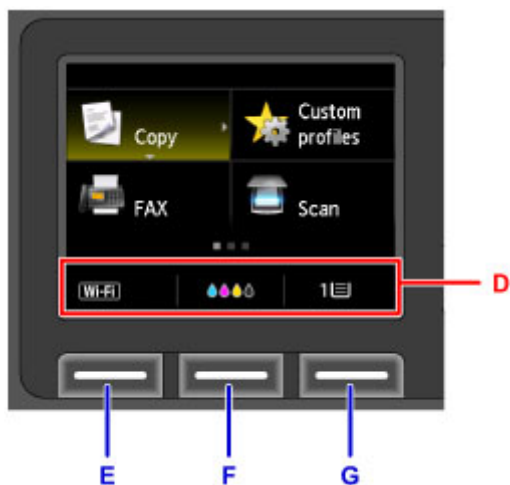 Copy
Custom
profiles
FAX
Scan
Wi-Fi
1
D
E
F
G